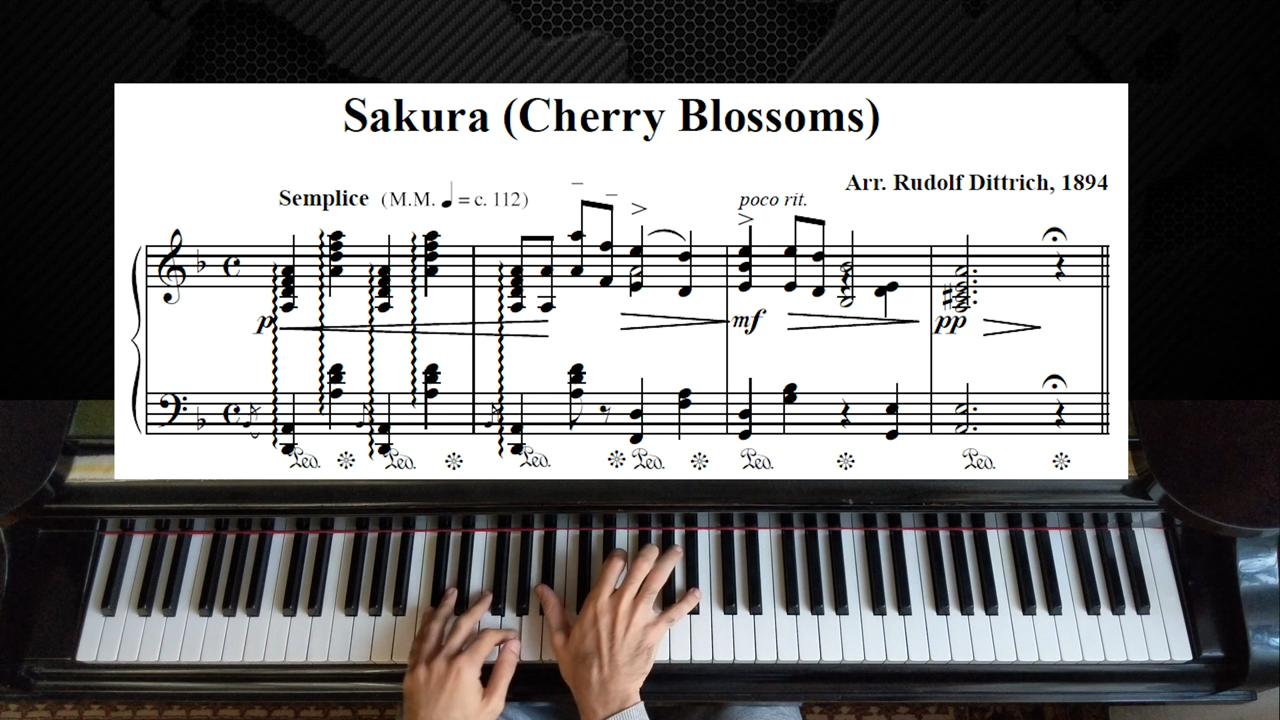 Sakura (Cherry Blossoms)
Arr. Rudolf Dittrich, 1894
Semplice (M.M. ♩ = c. 112)
poco rit.
p mf pp
Ped. Ped. Ped. Ped. Ped. Ped.